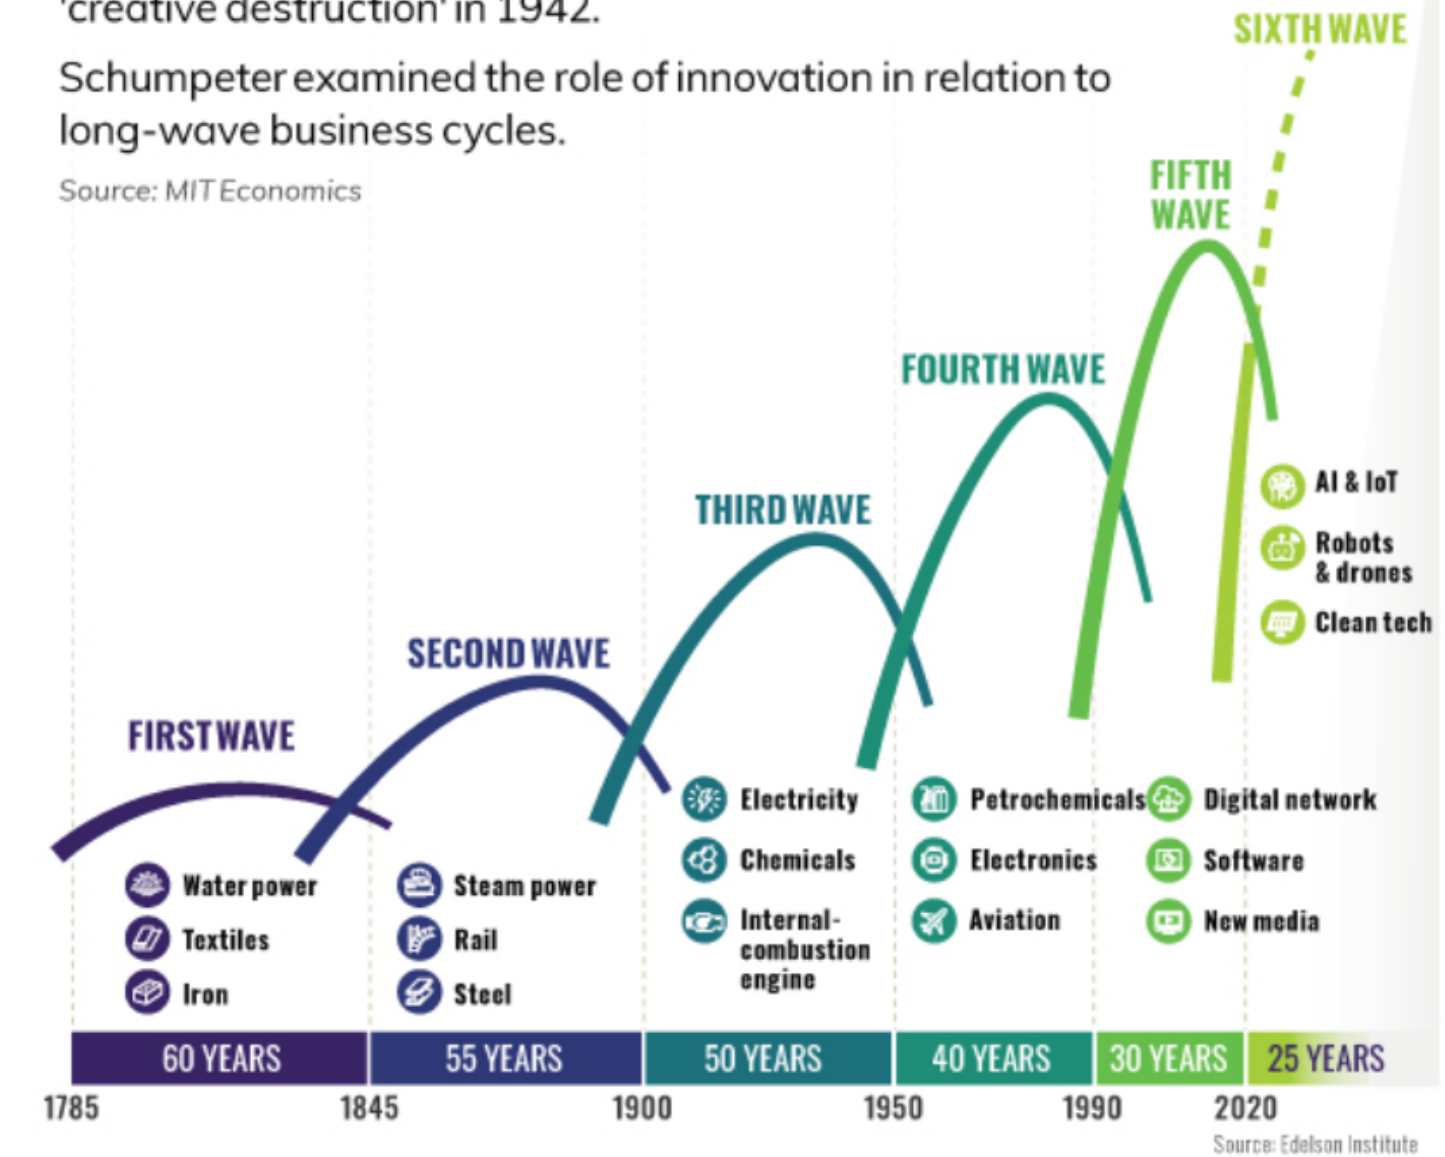 'creative destruction' in 1942.
Schumpeter examined the role of innovation in relation to
long-wave business cycles.
Source: MIT Economics
SIXTH WAVE
FIFTH
WAVE
FOURTH WAVE
THIRD WAVE
SECOND WAVE
FIRST WAVE
AI & IoT
Robots
& drones
Clean tech
Water power
Textiles
Iron
Steam power
Rail
Steel
Electricity
Chemicals
Internal-
combustion
engine
Petrochemicals
Electronics
Aviation
Digital network
Software
New media
60 YEARS
55 YEARS
50 YEARS
40 YEARS
30 YEARS
25 YEARS
1785
1845
1900
1950
1990
2020
Source: Edelson Institute